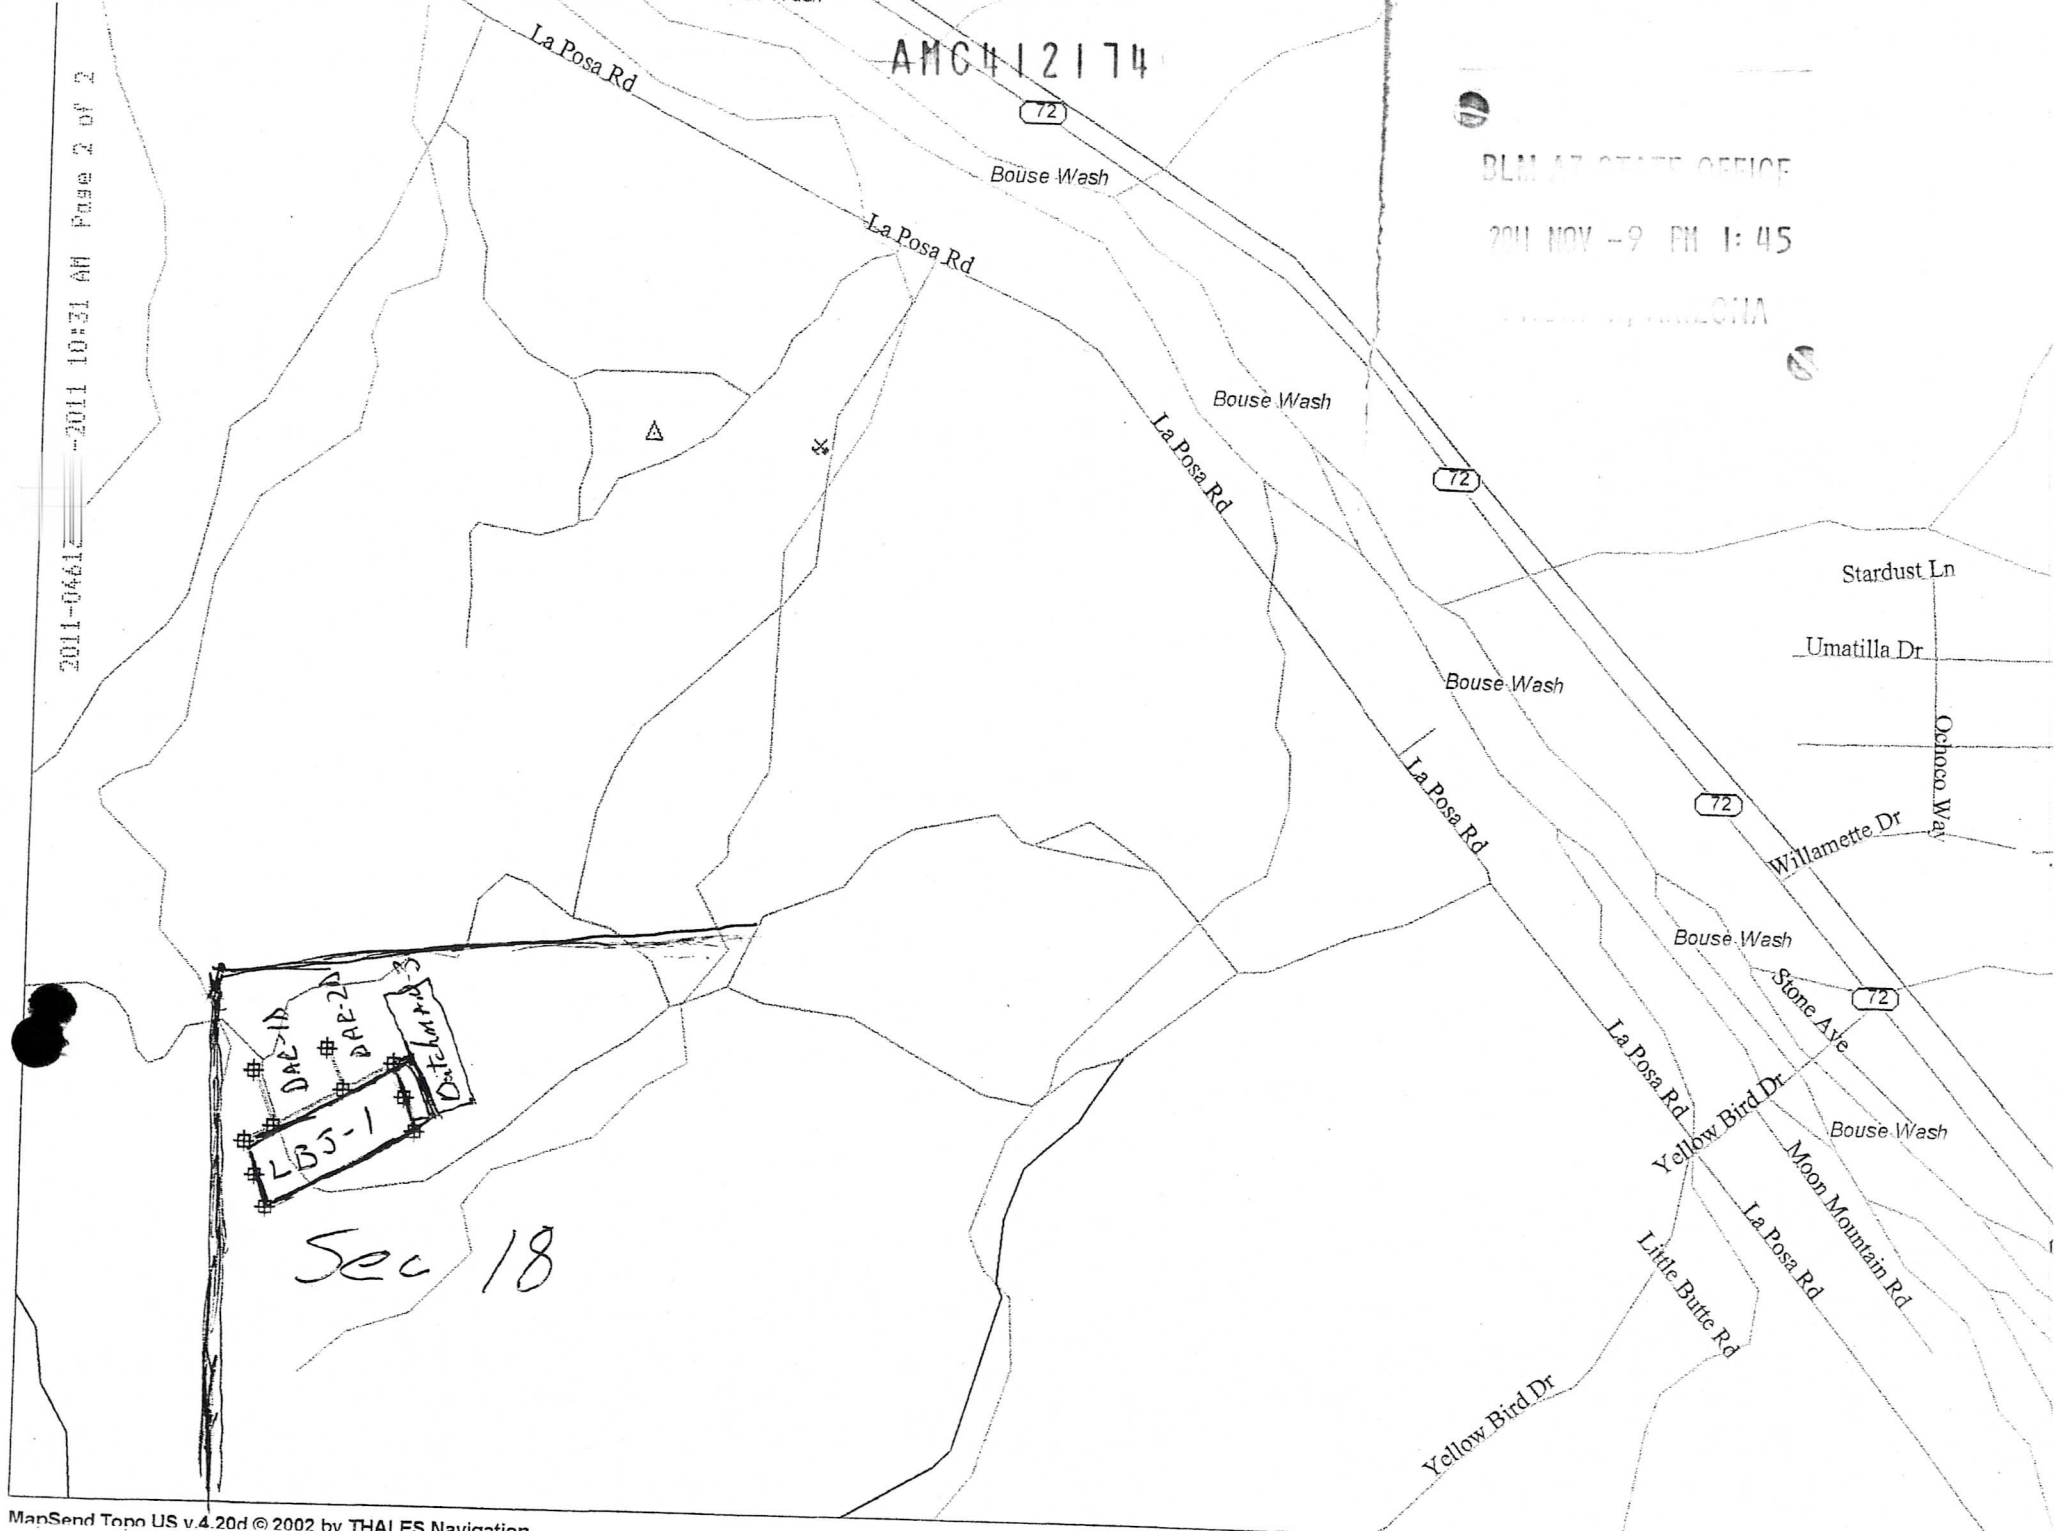 AMC412174
2011-0461 -2011 10:31 AM Page 2 of 2
BLM AZ STATE OFFICE
2011 NOV -9 PM 1:45
ARIZONA
La Posa Rd
72
Bouse Wash
La Posa Rd
Bouse Wash
La Posa Rd
72
Stardust Ln
Umatilla Dr
Bouse Wash
Ochoco Way
La Posa Rd
72
Willamette Dr
Bouse Wash
Stone Ave
72
La Posa Rd
Yellow Bird Dr
Bouse Wash
Moon Mountain Rd
La Posa Rd
Little Butte Rd
Yellow Bird Dr
DAE-1A
DAE-2A
Dutchman-3
LBJ-1
Sec 18
MapSend Topo US v.4.20d © 2002 by THALES Navigation